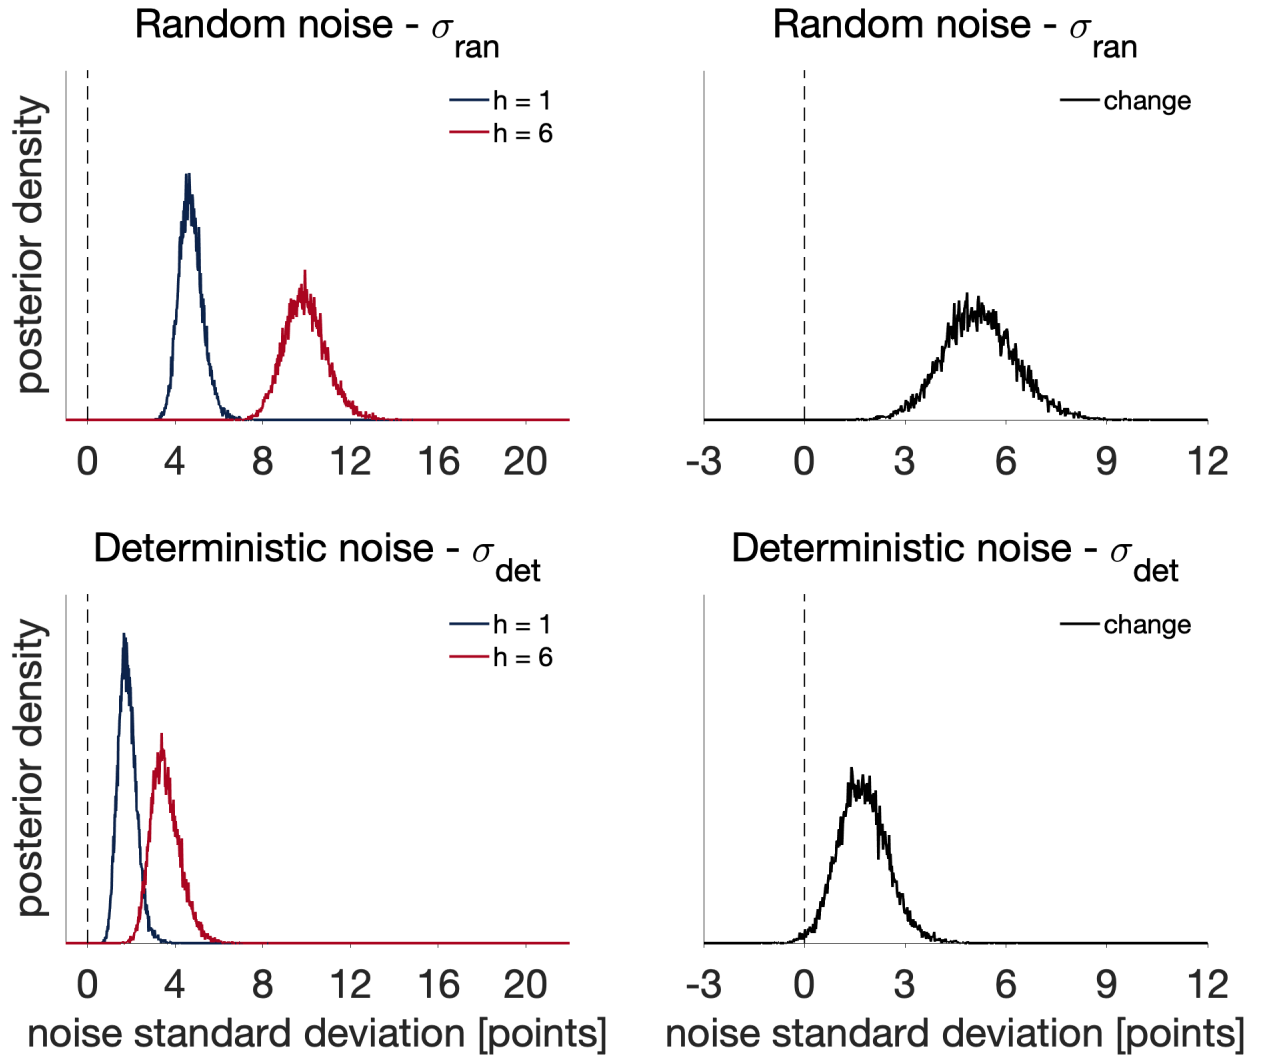 Random noise - σran
h = 1
h = 6
posterior density
0 4 8 12 16 20
Random noise - σran
change
-3 0 3 6 9 12
Deterministic noise - σdet
h = 1
h = 6
posterior density
0 4 8 12 16 20
noise standard deviation [points]
Deterministic noise - σdet
change
-3 0 3 6 9 12
noise standard deviation [points]